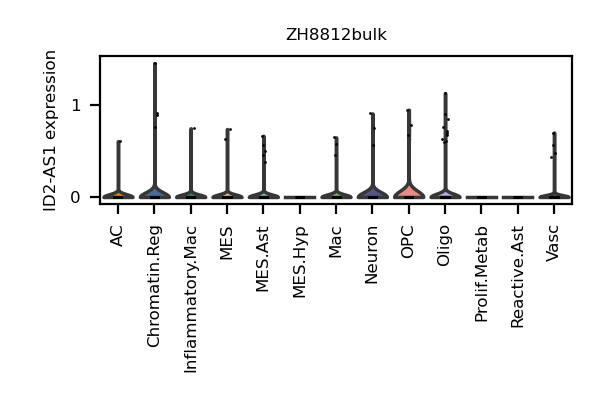 ZH8812bulk
ID2-AS1 expression
1
0
AC
Chromatin.Reg
Inflammatory.Mac
MES
MES.Ast
MES.Hyp
Mac
Neuron
OPC
Oligo
Prolif.Metab
Reactive.Ast
Vasc